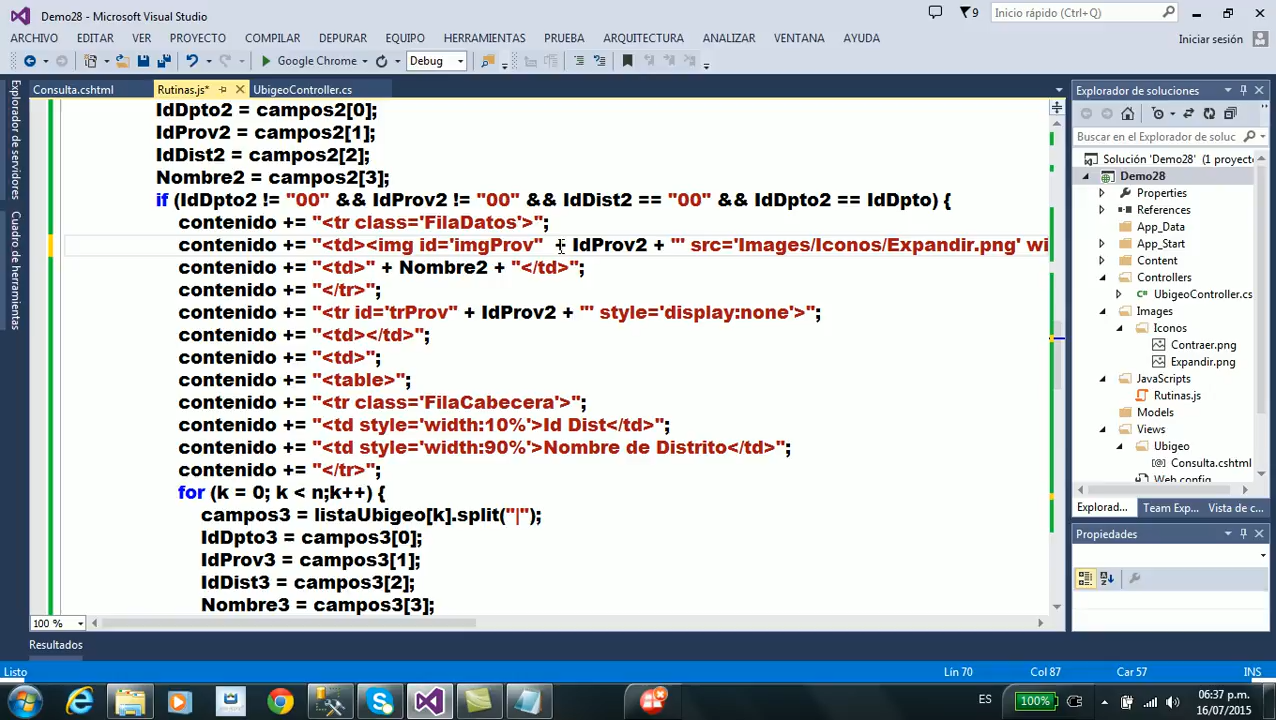 Demo28 - Microsoft Visual Studio
9
Inicio rápido (Ctrl+Q)
ARCHIVO EDITAR VER PROYECTO COMPILAR DEPURAR EQUIPO HERRAMIENTAS PRUEBA ARQUITECTURA ANALIZAR VENTANA AYUDA
Iniciar sesión
Google Chrome Debug
Explorador de servidores
Cuadro de herramientas
Consulta.cshtml Rutinas.js* UbigeoController.cs
IdDpto2 = campos2[0];
IdProv2 = campos2[1];
IdDist2 = campos2[2];
Nombre2 = campos2[3];
if (IdDpto2 != "00" && IdProv2 != "00" && IdDist2 == "00" && IdDpto2 == IdDpto) {
contenido += "<tr class='FilaDatos'>";
contenido += "<td><img id='imgProv" + IdProv2 + "' src='Images/Iconos/Expandir.png' wi
contenido += "<td>" + Nombre2 + "</td>";
contenido += "</tr>";
contenido += "<tr id='trProv" + IdProv2 + "' style='display:none'>";
contenido += "<td></td>";
contenido += "<td>";
contenido += "<table>";
contenido += "<tr class='FilaCabecera'>";
contenido += "<td style='width:10%'>Id Dist</td>";
contenido += "<td style='width:90%'>Nombre de Distrito</td>";
contenido += "</tr>";
for (k = 0; k < n;k++) {
campos3 = listaUbigeo[k].split("|");
IdDpto3 = campos3[0];
IdProv3 = campos3[1];
IdDist3 = campos3[2];
Nombre3 = campos3[3];
100 %
Explorador de soluciones
Buscar en el Explorador de soluc
Solución 'Demo28' (1 proyecto
Demo28
Properties
References
App_Data
App_Start
Content
Controllers
UbigeoController.cs
Images
Iconos
Contraer.png
Expandir.png
JavaScripts
Rutinas.js
Models
Views
Ubigeo
Consulta.cshtml
Web.config
Explorad... Team Exp... Vista de c...
Propiedades
Resultados
Listo
Lín 70
Col 87
Car 57
INS
ES
100%
06:37 p.m.
16/07/2015